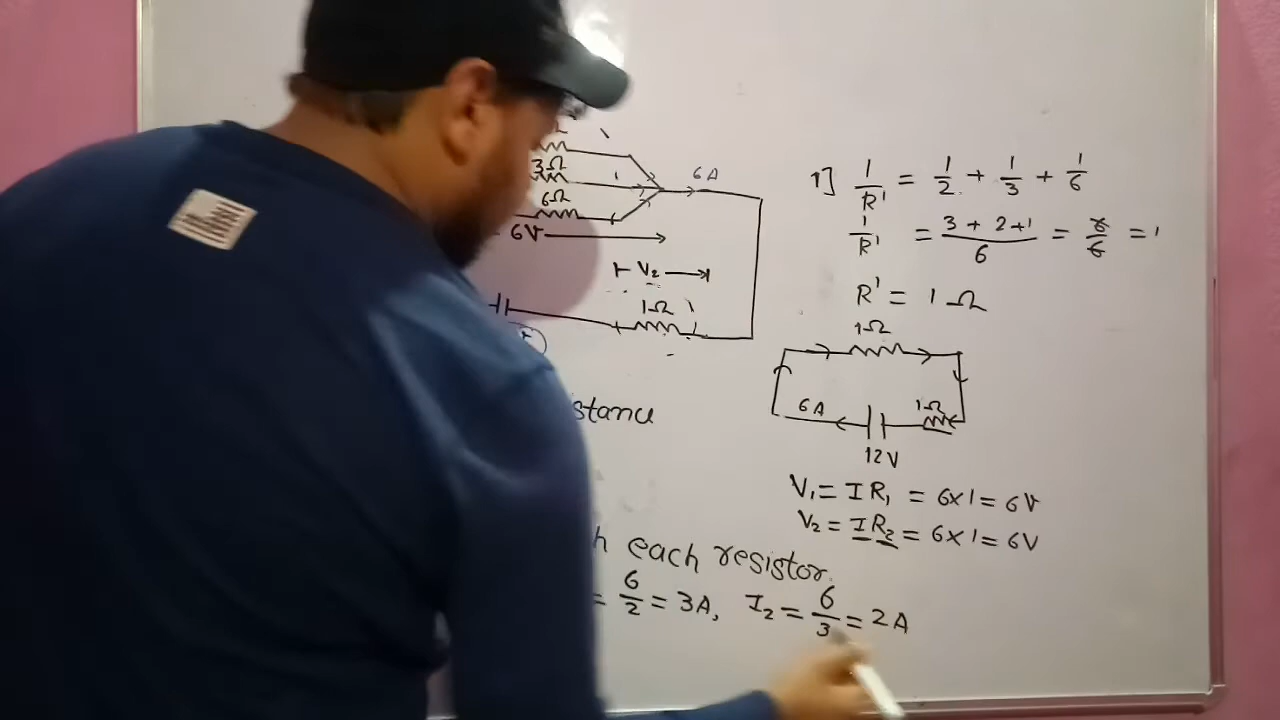 3Ω
6Ω
6A
6V
V₂
1Ω
stance
h each resistor.
= 6/2 = 3A, I₂ = 6/3 = 2A
1] 1/R' = 1/2 + 1/3 + 1/6
1/R' = 3 + 2 + 1/6 = 6/6 = 1
R' = 1 Ω
1Ω
6A
1Ω
12V
V₁ = I R₁ = 6×1 = 6V
V₂ = I R₂ = 6×1 = 6V